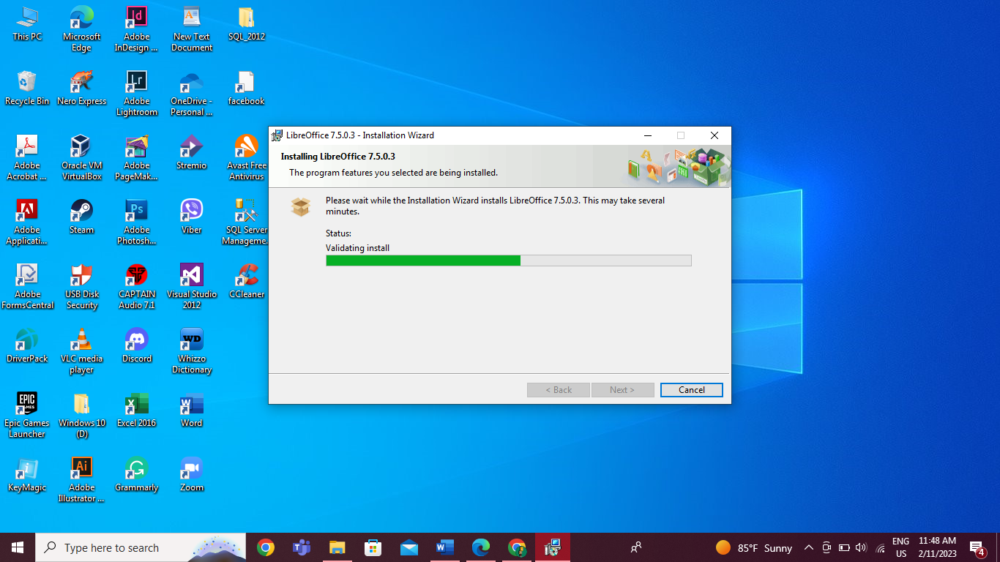 This PC
Microsoft
Edge
Adobe
InDesign ...
New Text
Document
SQL_2012
Recycle Bin
Nero Express
Adobe
Lightroom
OneDrive -
Personal ...
facebook
Adobe
Acrobat ...
Oracle VM
VirtualBox
Adobe
PageMak...
Stremio
Avast Free
Antivirus
Adobe
Applicati...
Steam
Adobe
Photosh...
Viber
SQL Server
Manageme...
Adobe
FormsCentral
USB Disk
Security
CAPTAIN
Audio 7.1
Visual Studio
2012
CCleaner
DriverPack
VLC media
player
Discord
WD
Whizzo
Dictionary
EPIC
GAMES
Epic Games
Launcher
Windows 10
(D)
Excel 2016
Word
KeyMagic
Ai
Adobe
Illustrator ...
Grammarly
Zoom
LibreOffice 7.5.0.3 - Installation Wizard
Installing LibreOffice 7.5.0.3
The program features you selected are being installed.
Please wait while the Installation Wizard installs LibreOffice 7.5.0.3. This may take several
minutes.
Status:
Validating install
< Back
Next >
Cancel
Type here to search
85°F Sunny
ENG
US
11:48 AM
2/11/2023
4